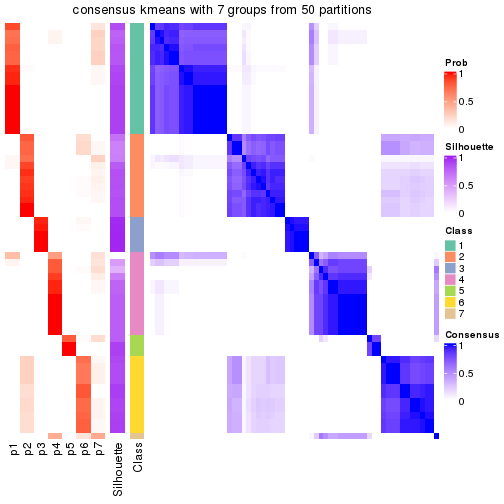 consensus kmeans with 7 groups from 50 partitions
Prob
1
0.5
0
Silhouette
1
0.5
0
Class
1
2
3
4
5
6
7
Consensus
1
0.5
0
p1
p2
p3
p4
p5
p6
p7
Silhouette
Class